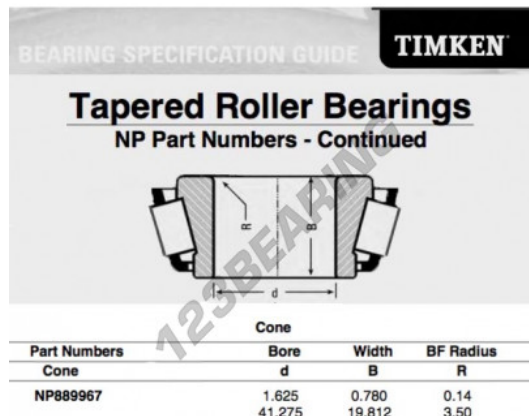 BEARING SPECIFICATION GUIDE
TIMKEN
Tapered Roller Bearings
NP Part Numbers - Continued
R
B
d
123BEARING
Cone
Part Numbers Bore Width BF Radius
Cone d B R
NP889967 1.625 0.780 0.14
41.275 19.812 3.50